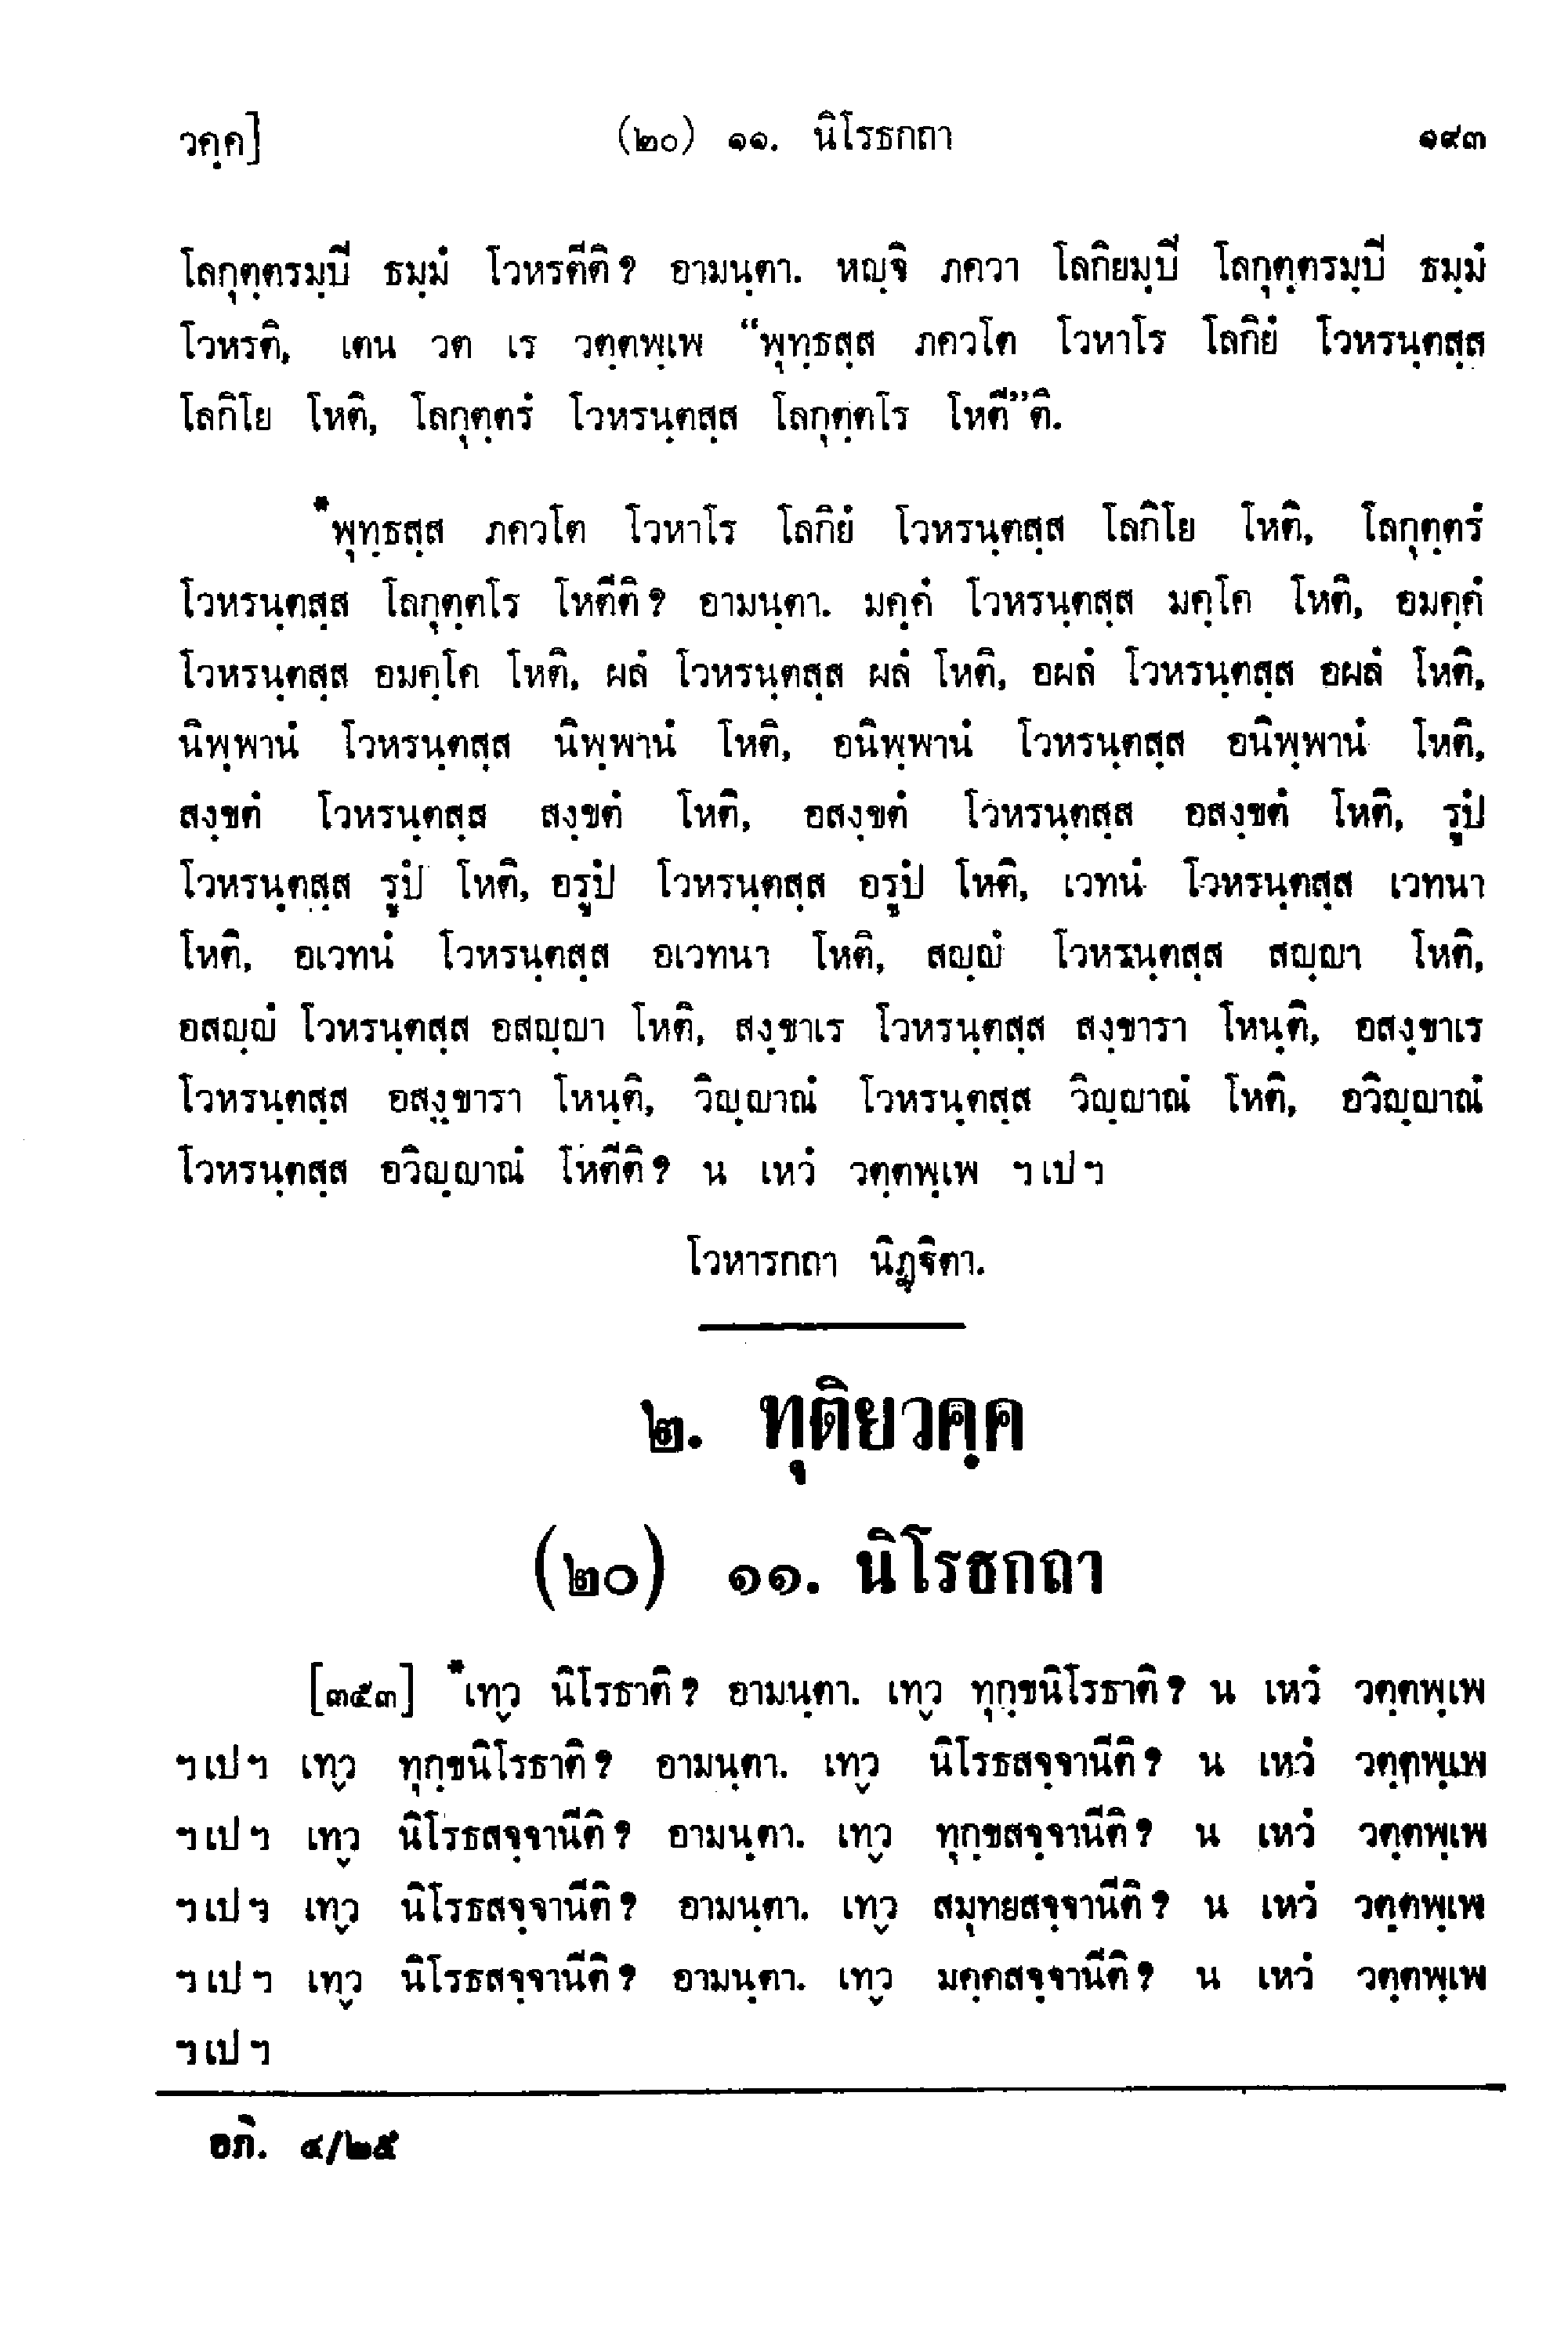 วคฺค] (๒๐) ๑๑. นิโรธกถา ๑๙๓
โลกุตฺตรมฺปี ธมฺมํ โวหรตีติ? อามนฺตา. หญฺจิ ภควา โลกิยมฺปี โลกุตฺตรมฺปี ธมฺมํ
โวหรติ, เตน วต เร วตฺตพฺเพ “พุทฺธสฺส ภควโต โวหาโร โลกิยํ โวหรนฺตสฺส
โลกิโย โหติ, โลกุตฺตรํ โวหรนฺตสฺส โลกุตฺตโร โหตี”ติ.
*พุทฺธสฺส ภควโต โวหาโร โลกิยํ โวหรนฺตสฺส โลกิโย โหติ, โลกุตฺตรํ
โวหรนฺตสฺส โลกุตฺตโร โหตีติ? อามนฺตา. มคฺคํ โวหรนฺตสฺส มคฺโค โหติ, อมคฺคํ
โวหรนฺตสฺส อมคฺโค โหติ, ผลํ โวหรนฺตสฺส ผลํ โหติ, อผลํ โวหรนฺตสฺส อผลํ โหติ,
นิพฺพานํ โวหรนฺตสฺส นิพฺพานํ โหติ, อนิพฺพานํ โวหรนฺตสฺส อนิพฺพานํ โหติ,
สงฺขตํ โวหรนฺตสฺส สงฺขตํ โหติ, อสงฺขตํ โวหรนฺตสฺส อสงฺขตํ โหติ, รูปํ
โวหรนฺตสฺส รูปํ โหติ, อรูปํ โวหรนฺตสฺส อรูปํ โหติ, เวทนํ โวหรนฺตสฺส เวทนา
โหติ, อเวทนํ โวหรนฺตสฺส อเวทนา โหติ, สญฺญํ โวหรนฺตสฺส สญฺญา โหติ,
อสญฺญํ โวหรนฺตสฺส อสญฺญา โหติ, สงฺขาเร โวหรนฺตสฺส สงฺขารา โหนฺติ, อสงฺขาเร
โวหรนฺตสฺส อสงฺขารา โหนฺติ, วิญฺญาณํ โวหรนฺตสฺส วิญฺญาณํ โหติ, อวิญฺญาณํ
โวหรนฺตสฺส อวิญฺญาณํ โหตีติ? น เหวํ วตฺตพฺเพ ฯเปฯ
โวหารกถา นิฏฺฐิตา.
๒. ทุติยวคฺค
(๒๐) ๑๑. นิโรธกถา
[๓๕๓] *เทฺว นิโรธาติ? อามนฺตา. เทฺว ทุกฺขนิโรธาติ? น เหวํ วตฺตพฺเพ
ฯเปฯ เทฺว ทุกฺขนิโรธาติ? อามนฺตา. เทฺว นิโรธสจฺจานีติ? น เหวํ วตฺตพฺเพ
ฯเปฯ เทฺว นิโรธสจฺจานีติ? อามนฺตา. เทฺว ทุกฺขสจฺจานีติ? น เหวํ วตฺตพฺเพ
ฯเปฯ เทฺว นิโรธสจฺจานีติ? อามนฺตา. เทฺว สมุทยสจฺจานีติ? น เหวํ วตฺตพฺเพ
ฯเปฯ เทฺว นิโรธสจฺจานีติ? อามนฺตา. เทฺว มคฺคสจฺจานีติ? น เหวํ วตฺตพฺเพ
ฯเปฯ
อภิ. ๔/๒๕